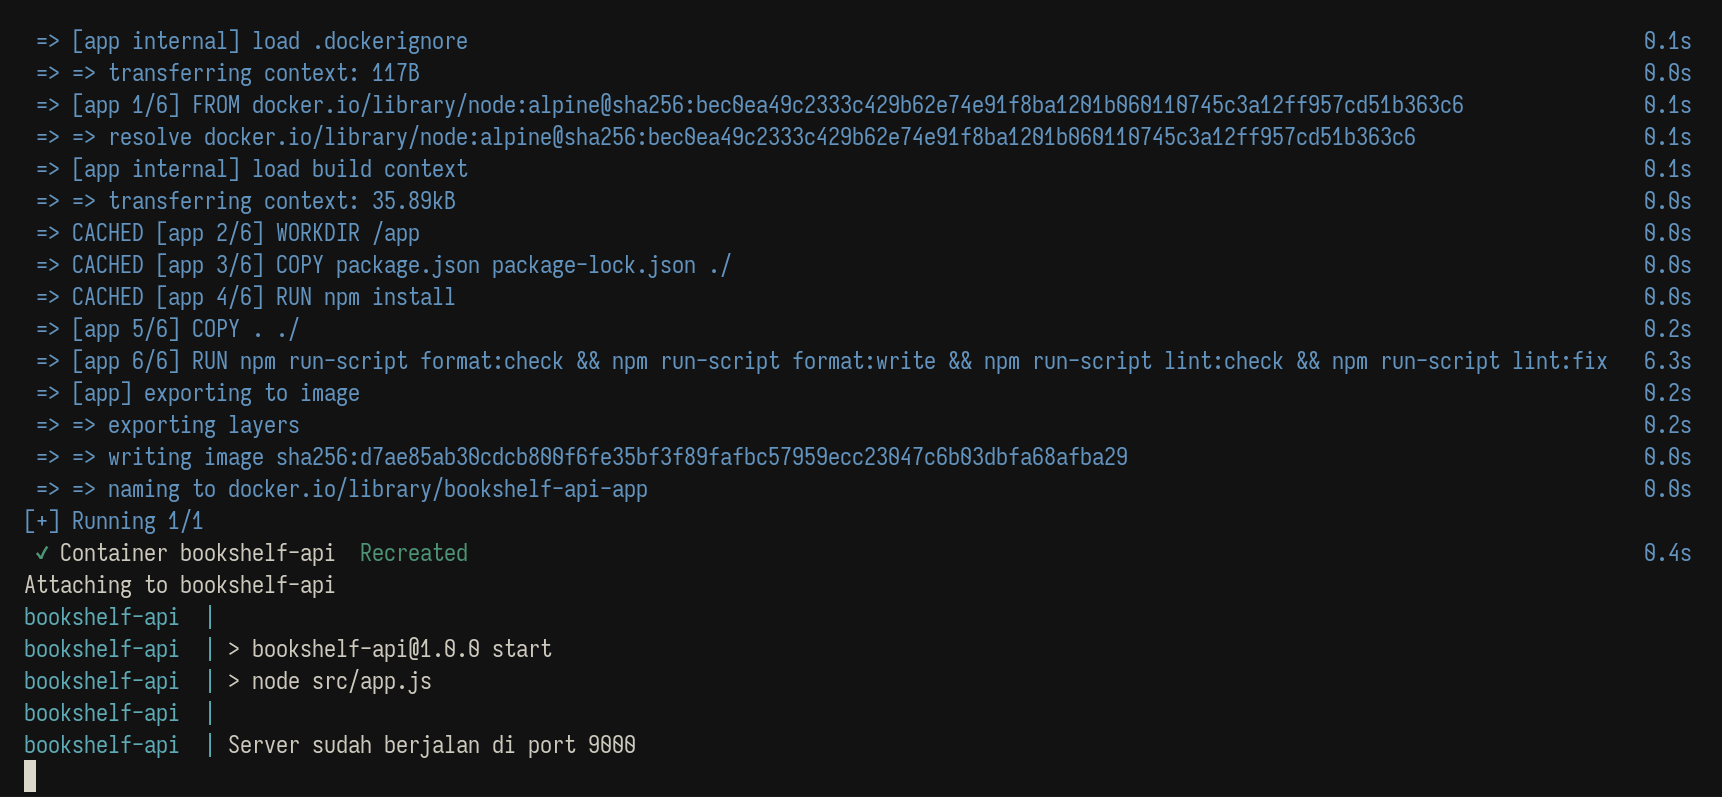 => [app internal] load .dockerignore 0.1s
=> => transferring context: 117B 0.0s
=> [app 1/6] FROM docker.io/library/node:alpine@sha256:bec0ea49c2333c429b62e74e91f8ba1201b060110745c3a12ff957cd51b363c6 0.1s
=> => resolve docker.io/library/node:alpine@sha256:bec0ea49c2333c429b62e74e91f8ba1201b060110745c3a12ff957cd51b363c6 0.1s
=> [app internal] load build context 0.1s
=> => transferring context: 35.89kB 0.0s
=> CACHED [app 2/6] WORKDIR /app 0.0s
=> CACHED [app 3/6] COPY package.json package-lock.json ./ 0.0s
=> CACHED [app 4/6] RUN npm install 0.0s
=> [app 5/6] COPY . ./ 0.2s
=> [app 6/6] RUN npm run-script format:check && npm run-script format:write && npm run-script lint:check && npm run-script lint:fix 6.3s
=> [app] exporting to image 0.2s
=> => exporting layers 0.2s
=> => writing image sha256:d7ae85ab30cdcb800f6fe35bf3f89fafbc57959ecc23047c6b03dbfa68afba29 0.0s
=> => naming to docker.io/library/bookshelf-api-app 0.0s
[+] Running 1/1
✓ Container bookshelf-api Recreated 0.4s
Attaching to bookshelf-api
bookshelf-api |
bookshelf-api | > bookshelf-api@1.0.0 start
bookshelf-api | > node src/app.js
bookshelf-api |
bookshelf-api | Server sudah berjalan di port 9000